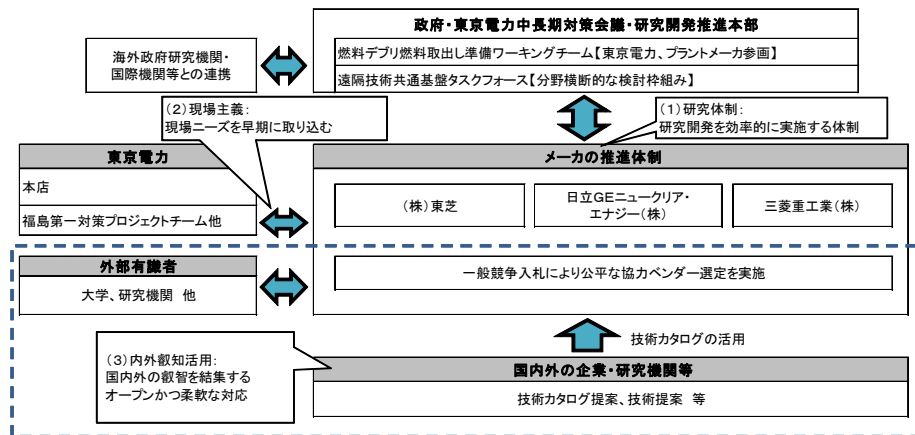 政府・東京電力中長期対策会議・研究開発推進本部
燃料デブリ燃料取出し準備ワーキングチーム【東京電力、プラントメーカ参画】
遠隔技術共通基盤タスクフォース【分野横断的な検討枠組み】
海外政府研究機関・
国際機関等との連携
（２）現場主義：
現場ニーズを早期に取り込む
（１）研究体制：
研究開発を効率的に実施する体制
東京電力
本店
福島第一対策プロジェクトチーム他
メーカの推進体制
（株）東芝
日立GEニュークリア・
エナジー（株）
三菱重工業（株）
外部有識者
大学、研究機関 他
一般競争入札により公平な協力ベンダー選定を実施
技術カタログの活用
（３）内外叡知活用：
国内外の叡智を結集する
オープンかつ柔軟な対応
国内外の企業・研究機関等
技術カタログ提案、技術提案 等